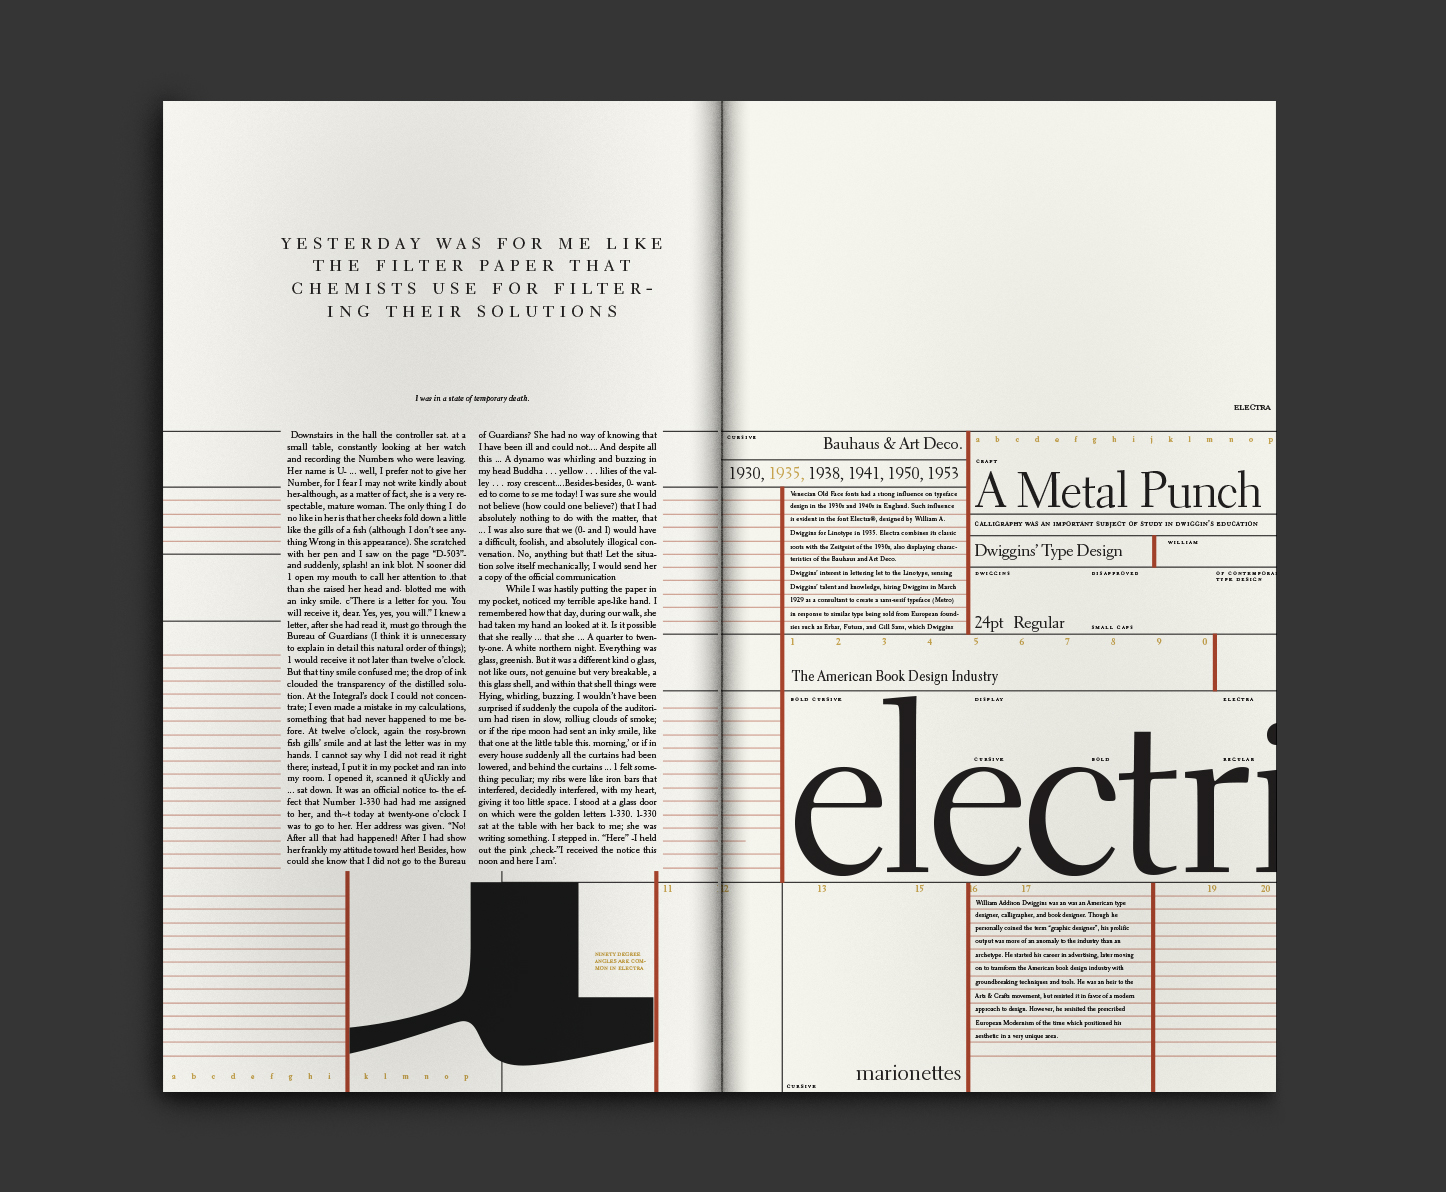 YESTERDAY WAS FOR ME LIKE
THE FILTER PAPER THAT
CHEMISTS USE FOR FILTER-
ING THEIR SOLUTIONS
I was in a state of temporary death.
Downstairs in the hall the controller sat. at a
small table, constantly looking at her watch
and recording the Numbers who were leaving.
Her name is U- ... well, I prefer not to give her
Number, for I fear I may not write kindly about
her-although, as a matter of fact, she is a very re-
spectable, mature woman. The only thing I do
no like in her is that her cheeks fold down a little
like the gills of a fish (although I don't see any-
thing Wrong in this appearance). She scratched
with her pen and I saw on the page "D-503"-
and suddenly, splash! an ink blot. N sooner did
1 open my mouth to call her attention to .that
than she raised her head and· blotted me with
an inky smile. c"There is a letter for you. You
will receive it, dear. Yes, yes, you will." I knew a
letter, after she had read it, must go through the
Bureau of Guardians (I think it is unnecessary
to explain in detail this natural order of things);
1 would receive it not later than twelve o'clock.
But that tiny smile confused me; the drop of ink
clouded the transparency of the distilled solu-
tion. At the Integral's dock I could not concen-
trate; I even made a mistake in my calculations,
something that had never happened to me be-
fore. At twelve o'clock, again the rosy-brown
fish gills' smile and at last the letter was in my
hands. I cannot say why I did not read it right
there; instead, I put it in my pocket and ran into
my room. I opened it, scanned it qUickly and
... sat down. It was an official notice to· the ef-
fect that Number 1-330 had had me assigned
to her, and th~t today at twenty-one o'clock I
was to go to her. Her address was given. "No!
After all that had happened! After I had show
her frankly my attitude toward her! Besides, how
could she know that I did not go to the Bureau
of Guardians? She had no way of knowing that
I have been ill and could not.... And despite all
this ... A dynamo was whirling and buzzing in
my head Buddha . . . yellow . . . lilies of the val-
ley . . . rosy crescent....Besides-besides, 0- want-
ed to come to se me today! I was sure she would
not believe (how could one believe?) that I had
absolutely nothing to do with the matter, that
... I was also sure that we (0- and I) would have
a difficult, foolish, and absolutely illogical con-
versation. No, anything but that! Let the situa-
tion solve itself mechanically, I would send her
a copy of the official communication
While I was hastily putting the paper in
my pocket, noticed my terrible ape-like hand. I
remembered how that day, during our walk, she
had taken my hand an looked at it. Is it possible
that she really ... that she ... A quarter to twen-
ty-one. A white northern night. Everything was
glass, greenish. But it was a different kind o glass,
not like ours, not genuine but very breakable, a
this glass shell, and within that shell things were
Hying, whirling, buzzing. I wouldn't have been
surprised if suddenly the cupola of the auditori-
um had risen in slow, rolliug clouds of smoke;
or if the ripe moon had sent an inky smile, like
that one at the little table this. morning,' or if in
every house suddenly all the curtains had been
lowered, and behind the curtains ... I felt some-
thing peculiar; my ribs were like iron bars that
interfered, decidedly interfered, with my heart,
giving it too little space. I stood at a glass door
on which were the golden letters 1-330. 1-330
sat at the table with her back to me; she was
writing something. I stepped in. "Here" -I held
out the pink ,check-"I received the notice this
noon and here I am'.
NINETY DEGREE
ANGLES ARE COM-
MON IN ELECTRA
a b c d e f g h i k l m n o p
11
ELECTRA
CURSIVE
Bauhaus & Art Deco.
1930, 1935, 1938, 1941, 1950, 1953
Venecian Old Face fonts had a strong influence on typeface
design in the 1930s and 1940s in England. Such influence
is evident in the font Electra®, designed by William A.
Dwiggins for Linotype in 1935. Electra combines its classic
roots with the Zeitgeist of the 1930s, also displaying charac-
teristics of the Bauhaus and Art Deco.
Dwiggins' interest in lettering let to the Linotype, sensing
Dwiggins' talent and knowledge, hiring Dwiggins in March
1929 as a consultant to create a sans-serif typeface (Metro)
in response to similar type being sold from European found-
ries such as Erbar, Futura, and Gill Sans, which Dwiggins
a b c d e f g h i j k l m n o p
CRAFT
A Metal Punch
CALLIGRAPHY WAS AN IMPORTANT SUBJECT OF STUDY IN DWIGGIN'S EDUCATION
Dwiggins' Type Design
WILLIAM
DWIGGINS DISAPPROVED OF CONTEMPORA
TYPE DESIGN
24pt Regular SMALL CAPS
1 2 3 4 5 6 7 8 9 0
The American Book Design Industry
BOLD CURSIVE DISPLAY ELECTRA
CURSIVE BOLD REGULAR
electri
12 13 15 16 17 19 20
William Addison Dwiggins was an was an American type
designer, calligrapher, and book designer. Though he
personally coined the term "graphic designer", his prolific
output was more of an anomaly to the industry than an
archetype. He started his career in advertising, later moving
on to transform the American book design industry with
groundbreaking techniques and tools. He was an heir to the
Arts & Crafts movement, but resisted it in favor of a modern
approach to design. However, he resisted the prescribed
European Modernism of the time which positioned his
aesthetic in a very unique area.
marionettes
CURSIVE